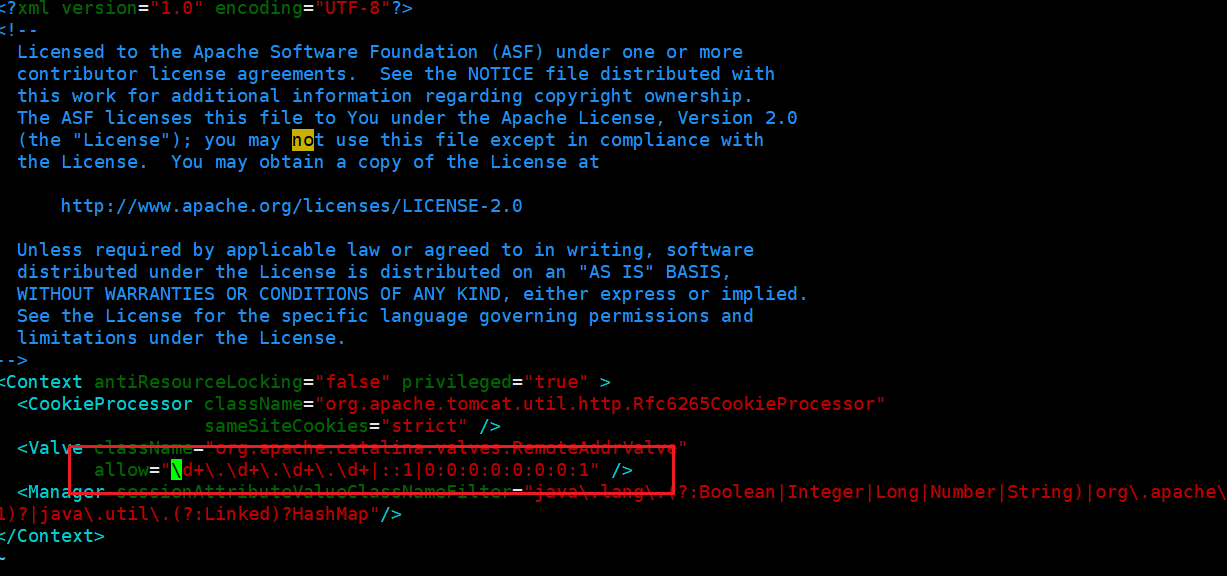 <?xml version="1.0" encoding="UTF-8"?>
<!--
Licensed to the Apache Software Foundation (ASF) under one or more
contributor license agreements.  See the NOTICE file distributed with
this work for additional information regarding copyright ownership.
The ASF licenses this file to You under the Apache License, Version 2.0
(the "License"); you may not use this file except in compliance with
the License.  You may obtain a copy of the License at
http://www.apache.org/licenses/LICENSE-2.0
Unless required by applicable law or agreed to in writing, software
distributed under the License is distributed on an "AS IS" BASIS,
WITHOUT WARRANTIES OR CONDITIONS OF ANY KIND, either express or implied.
See the License for the specific language governing permissions and
limitations under the License.
-->
<Context antiResourceLocking="false" privileged="true" >
<CookieProcessor className="org.apache.tomcat.util.http.Rfc6265CookieProcessor"
sameSiteCookies="strict" />
<Valve className="org.apache.catalina.valves.RemoteAddrValve"
allow="\d+\.\d+\.\d+\.\d+|::1|0:0:0:0:0:0:0:1" />
<Manager sessionAttributeValueClassNameFilter="java\.lang\.(?:Boolean|Integer|Long|Number|String)|org\.apache\
1)?|java\.util\.(?:Linked)?HashMap"/>
</Context>
~